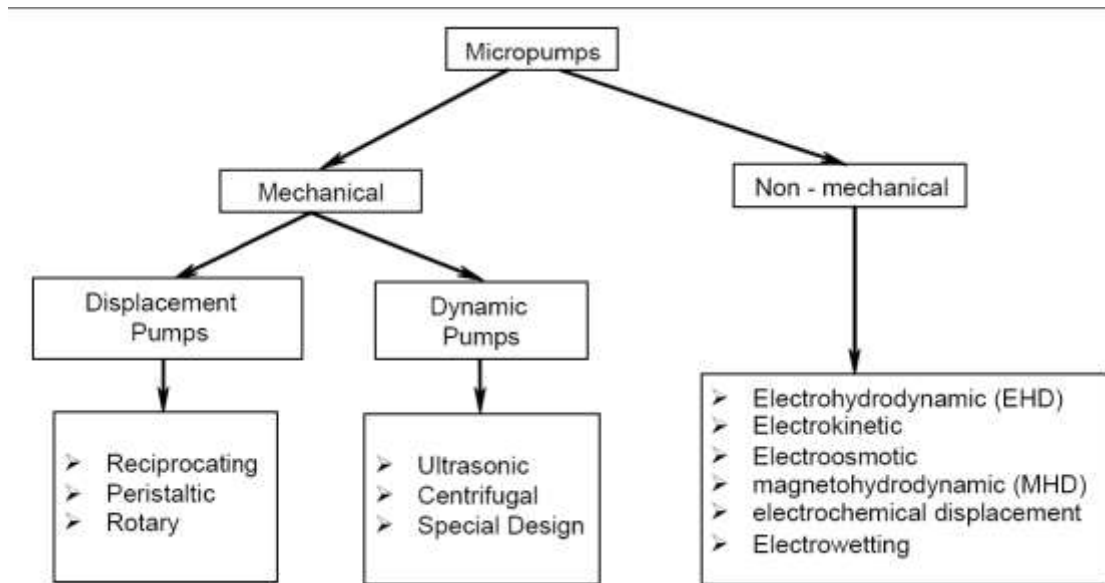 Micropumps
Mechanical
Non - mechanical
Displacement
Pumps
Dynamic
Pumps
➢ Reciprocating
➢ Peristaltic
➢ Rotary
➢ Ultrasonic
➢ Centrifugal
➢ Special Design
➢ Electrohydrodynamic (EHD)
➢ Electrokinetic
➢ Electroosmotic
➢ magnetohydrodynamic (MHD)
➢ electrochemical displacement
➢ Electrowetting